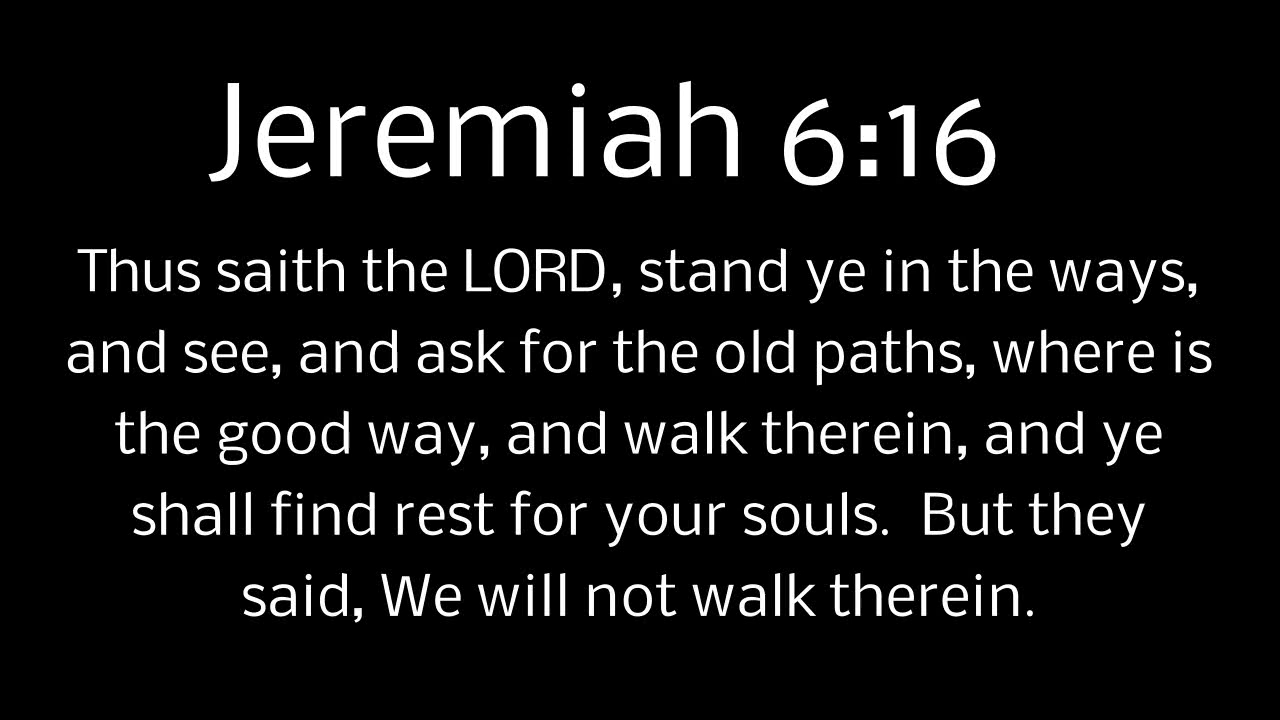 Jeremiah 6:16
Thus saith the LORD, stand ye in the ways,
and see, and ask for the old paths, where is
the good way, and walk therein, and ye
shall find rest for your souls.  But they
said, We will not walk therein.